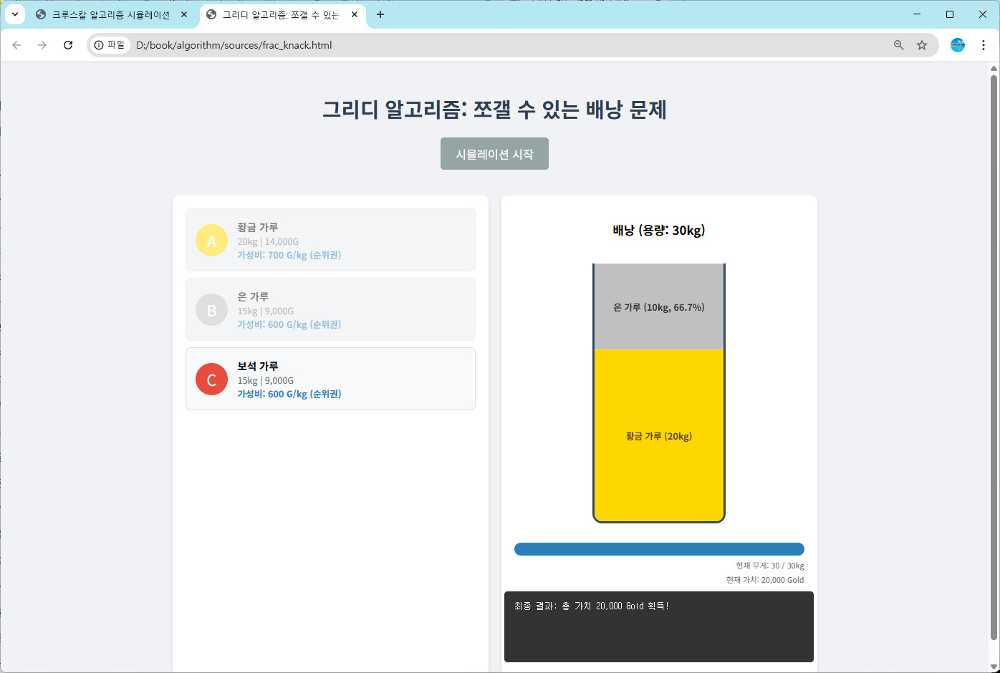 크루스칼 알고리즘 시뮬레이션
그리디 알고리즘: 쪼갤 수 있는
파일
D:/book/algorithm/sources/frac_knack.html
그리디 알고리즘: 쪼갤 수 있는 배낭 문제
시뮬레이션 시작
A
황금 가루
20kg | 14,000G
가성비: 700 G/kg (순위권)
B
은 가루
15kg | 9,000G
가성비: 600 G/kg (순위권)
C
보석 가루
15kg | 9,000G
가성비: 600 G/kg (순위권)
배낭 (용량: 30kg)
은 가루 (10kg, 66.7%)
황금 가루 (20kg)
현재 무게: 30 / 30kg
현재 가치: 20,000 Gold
최종 결과: 총 가치 20,000 Gold 획득!